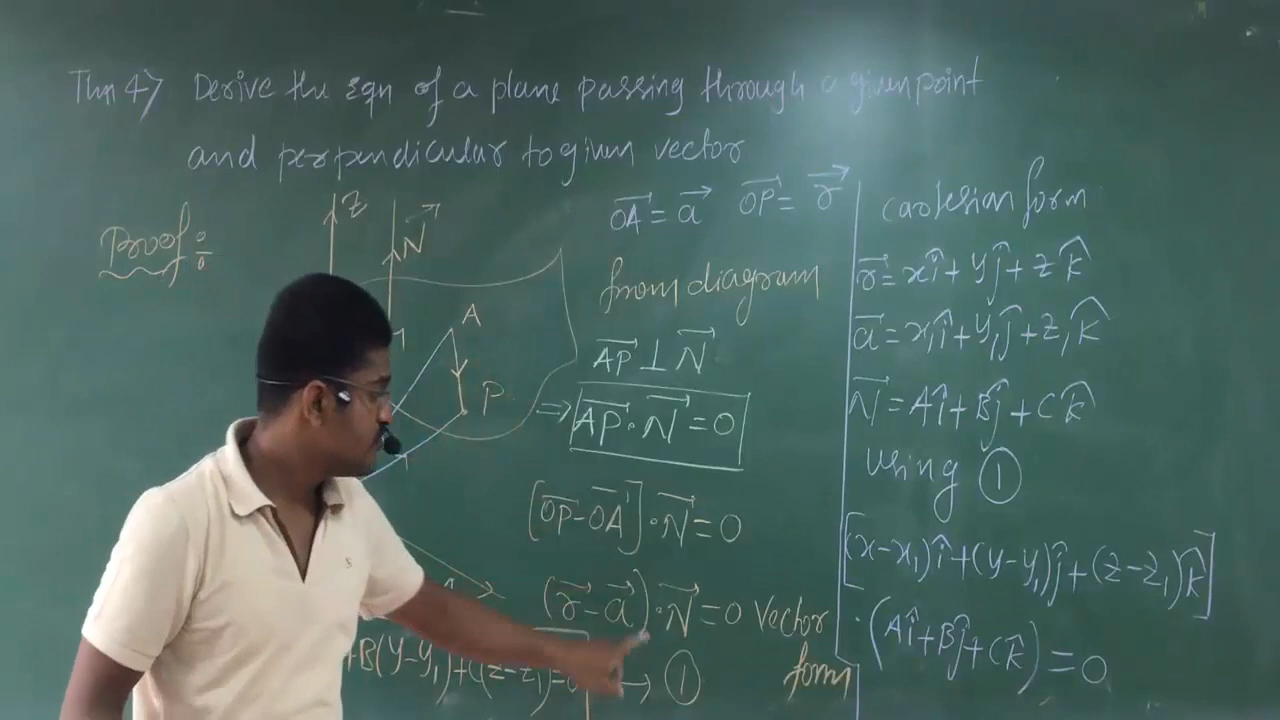 Thm 4) Derive the Eqn of a plane passing through a given point
and perpendicular to given vector
Proof:
Z
N⃗
A
P
OA⃗ = a⃗ OP⃗ = r⃗
from diagram
AP⃗ ⊥ N⃗
⇒ AP⃗ · N⃗ = 0
[OP⃗ - OA⃗] · N⃗ = 0
(r⃗ - a⃗) · N⃗ = 0 Vector form
→ ①
+B(y-y₁)+C(z-z₁)=0
cartesian form
r⃗ = xî + yĵ + zk̂
a⃗ = x₁î + y₁ĵ + z₁k̂
N⃗ = Aî + Bĵ + Ck̂
using ①
[(x-x₁)î + (y-y₁)ĵ + (z-z₁)k̂]
· (Aî + Bĵ + Ck̂) = 0